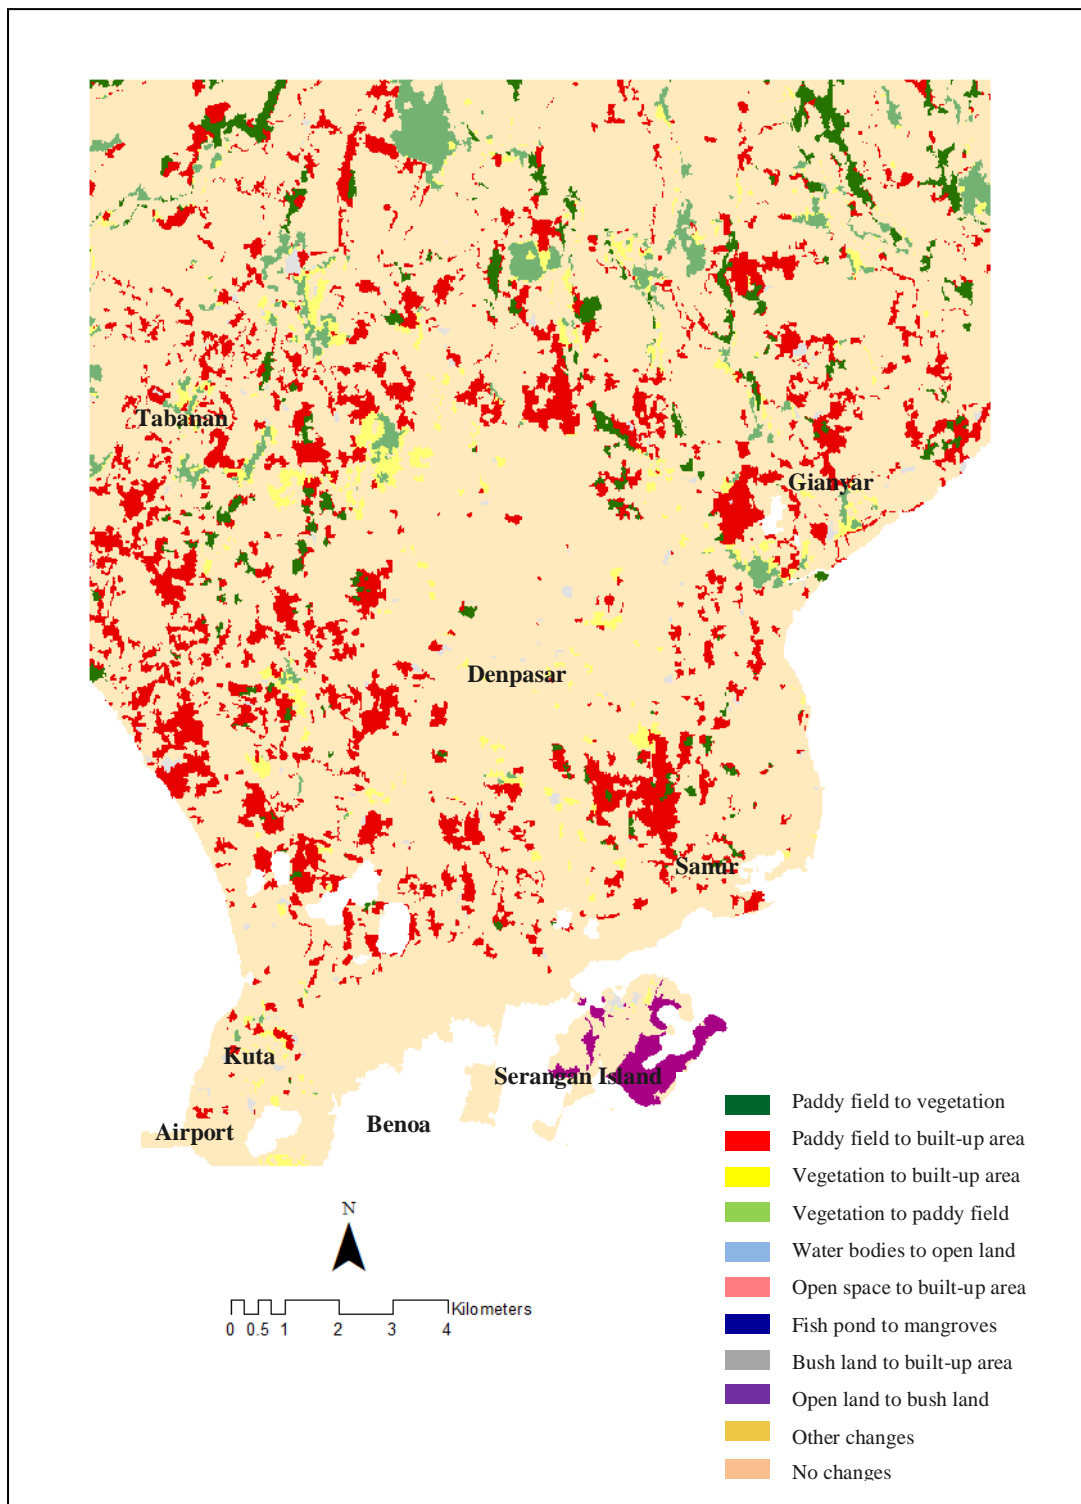 Tabanan
Gianyar
Denpasar
Sanur
Kuta
Serangan Island
Airport
Benoa
Paddy field to vegetation
Paddy field to built-up area
Vegetation to built-up area
Vegetation to paddy field
Water bodies to open land
Open space to built-up area
Fish pond to mangroves
Bush land to built-up area
Open land to bush land
Other changes
No changes
N
Kilometers
0 0.5 1 2 3 4